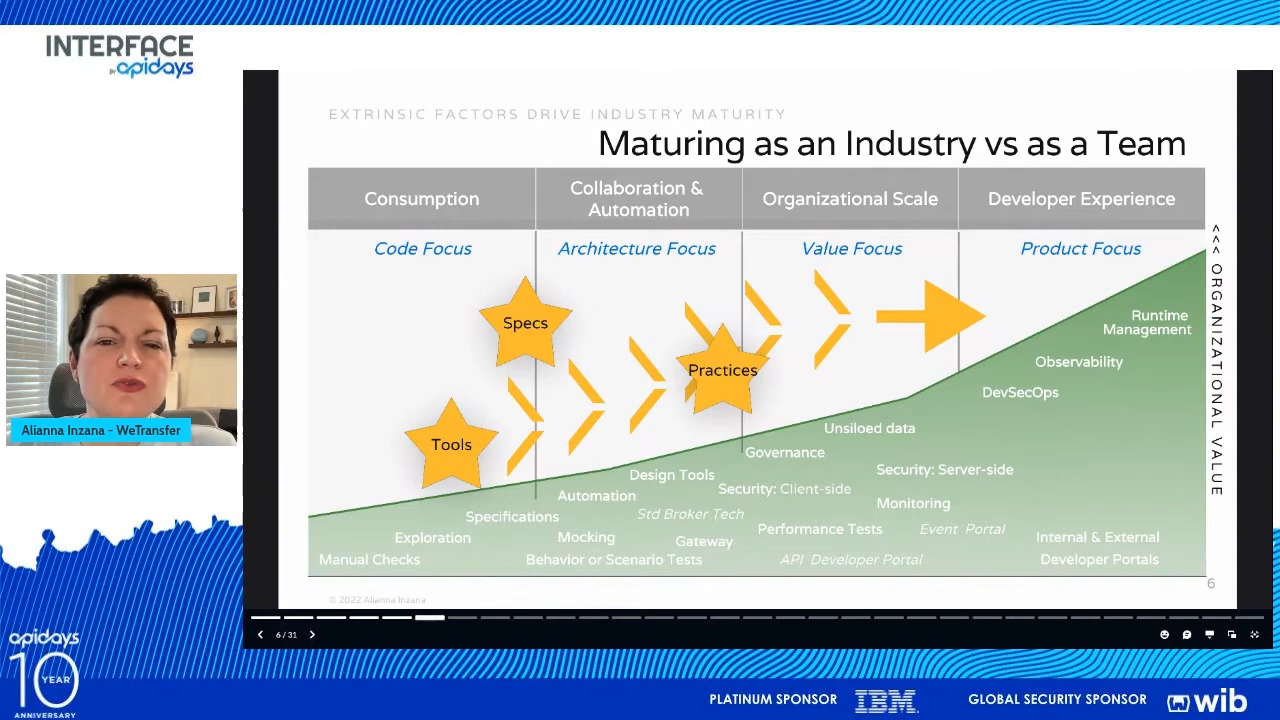 INTERFACE
BY apidays
EXTRINSIC FACTORS DRIVE INDUSTRY MATURITY
Maturing as an Industry vs as a Team
Consumption
Collaboration &
Automation
Organizational Scale
Developer Experience
Code Focus
Architecture Focus
Value Focus
Product Focus
<<< ORGANIZATIONAL VALUE
Specs
Practices
Tools
Runtime
Management
Observability
DevSecOps
Unsiloed data
Governance
Security: Server-side
Design Tools
Security: Client-side
Automation
Monitoring
Std Broker Tech
Specifications
Performance Tests
Event Portal
Exploration
Mocking
Gateway
Internal & External
Developer Portals
Manual Checks
Behavior or Scenario Tests
API Developer Portal
6
© 2022 Alianna Inzana
6 / 31
Alianna Inzana - WeTransfer
apidays
10
YEAR
ANNIVERSARY
PLATINUM SPONSOR
IBM
GLOBAL SECURITY SPONSOR
wib